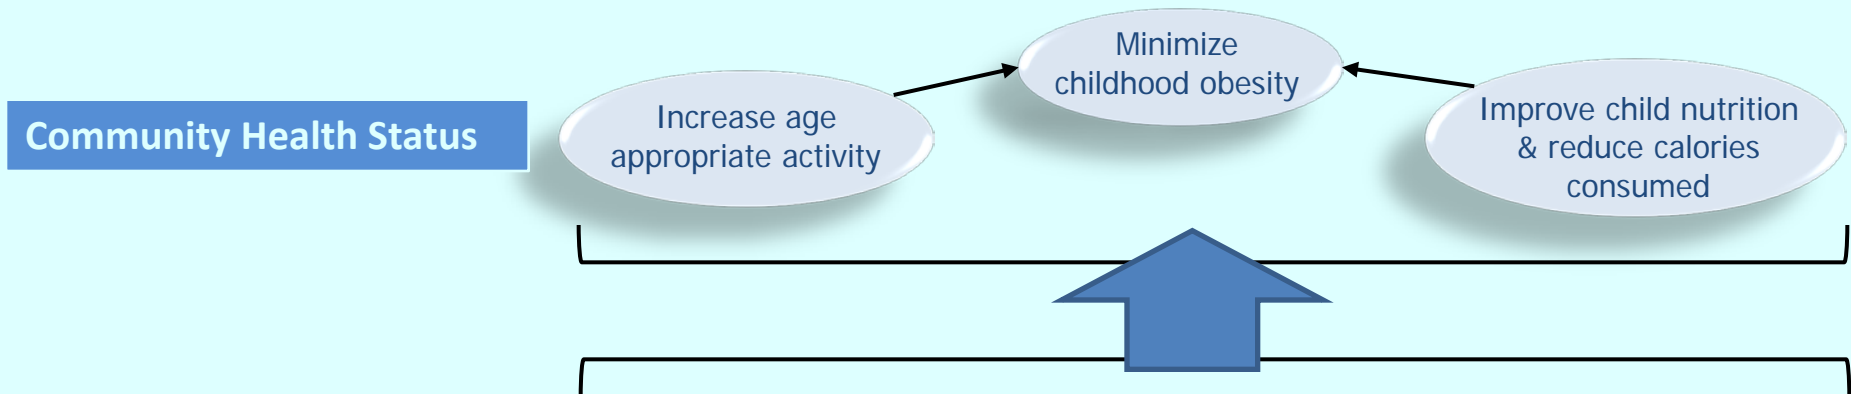 Community Health Status
Increase age
appropriate activity
Minimize
childhood obesity
Improve child nutrition
& reduce calories
consumed